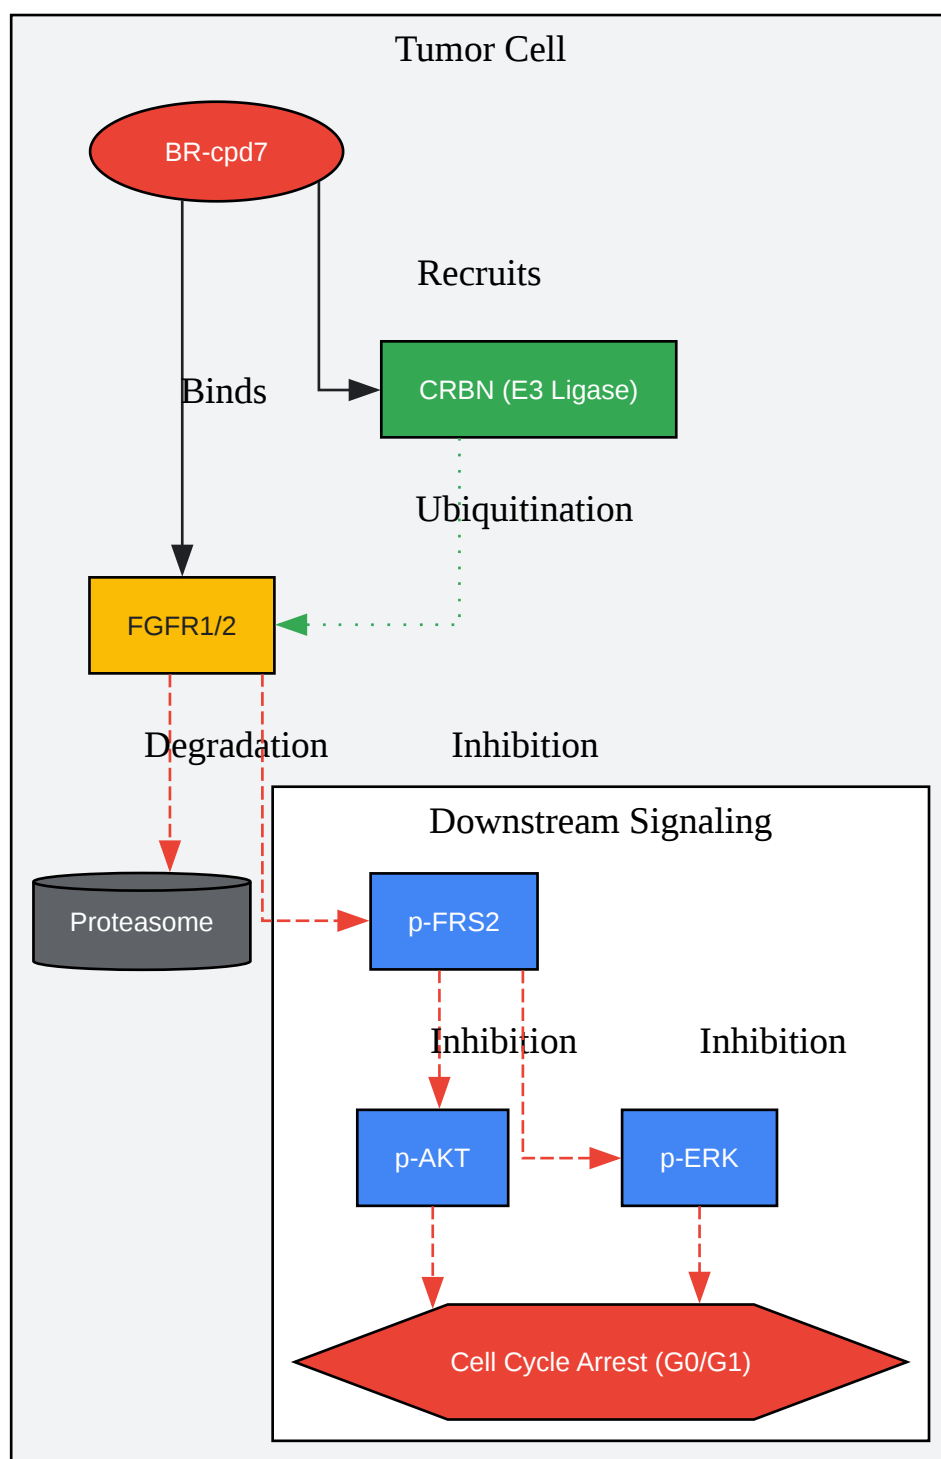 Tumor Cell
BR-cpd7
Recruits
Binds
CRBN (E3 Ligase)
Ubiquitination
FGFR1/2
Degradation
Inhibition
Downstream Signaling
Proteasome
p-FRS2
Inhibition
Inhibition
p-AKT
p-ERK
Cell Cycle Arrest (G0/G1)